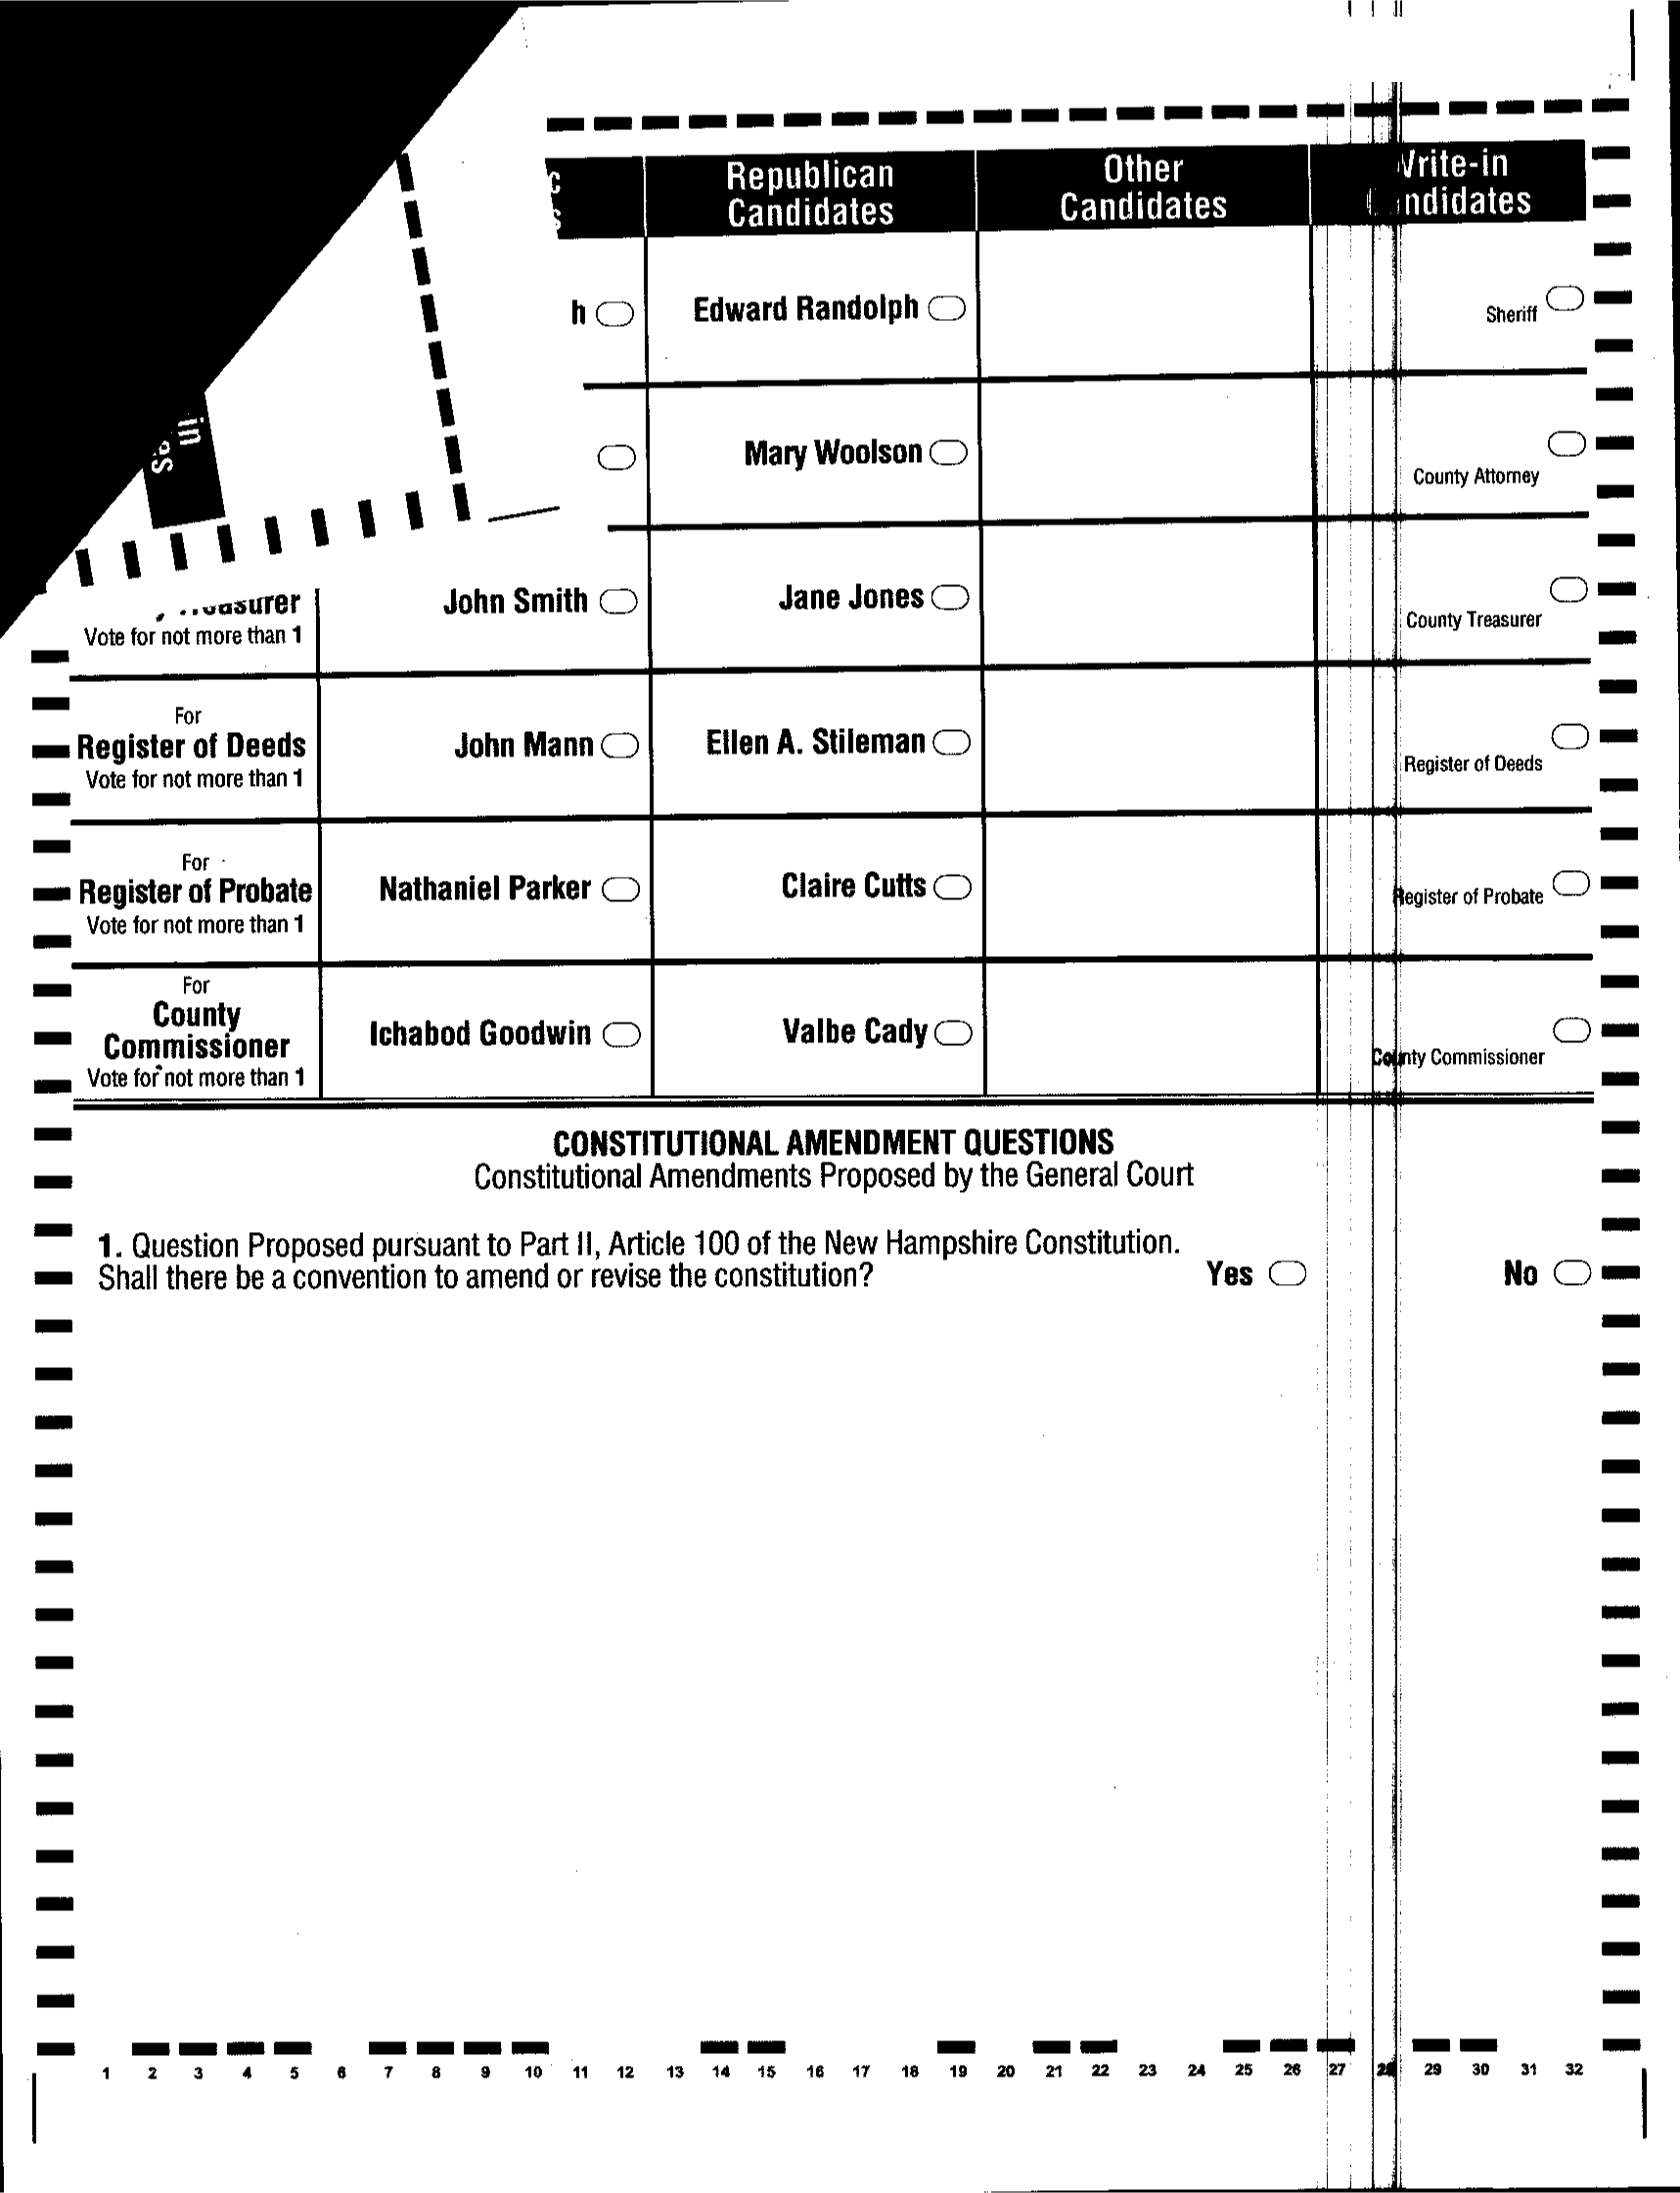 Republican
Candidates
Other
Candidates
in
Edward Randolph
Sheriff
Mary Woolson
County Attorney
Vote for not more than 1
John Smith
Jane Jones
County Treasurer
For
Register of Deeds
Vote for not more than 1
John Mann
Ellen A. Stileman
Register of Deeds
For
Register of Probate
Vote for not more than 1
Nathaniel Parker
Claire Cutts
Register of Probate
For
County
Commissioner
Vote for not more than 1
Ichabod Goodwin
Valbe Cady
County Commissioner
CONSTITUTIONAL AMENDMENT QUESTIONS
Constitutional Amendments Proposed by the General Court
1. Question Proposed pursuant to Part II, Article 100 of the New Hampshire Constitution.
Shall there be a convention to amend or revise the constitution?
Yes
No
1 2 3 4 5 6 7 8 9 10 11 12 13 14 15 16 17 18 19 20 21 22 23 24 25 26 27 28 29 30 31 32